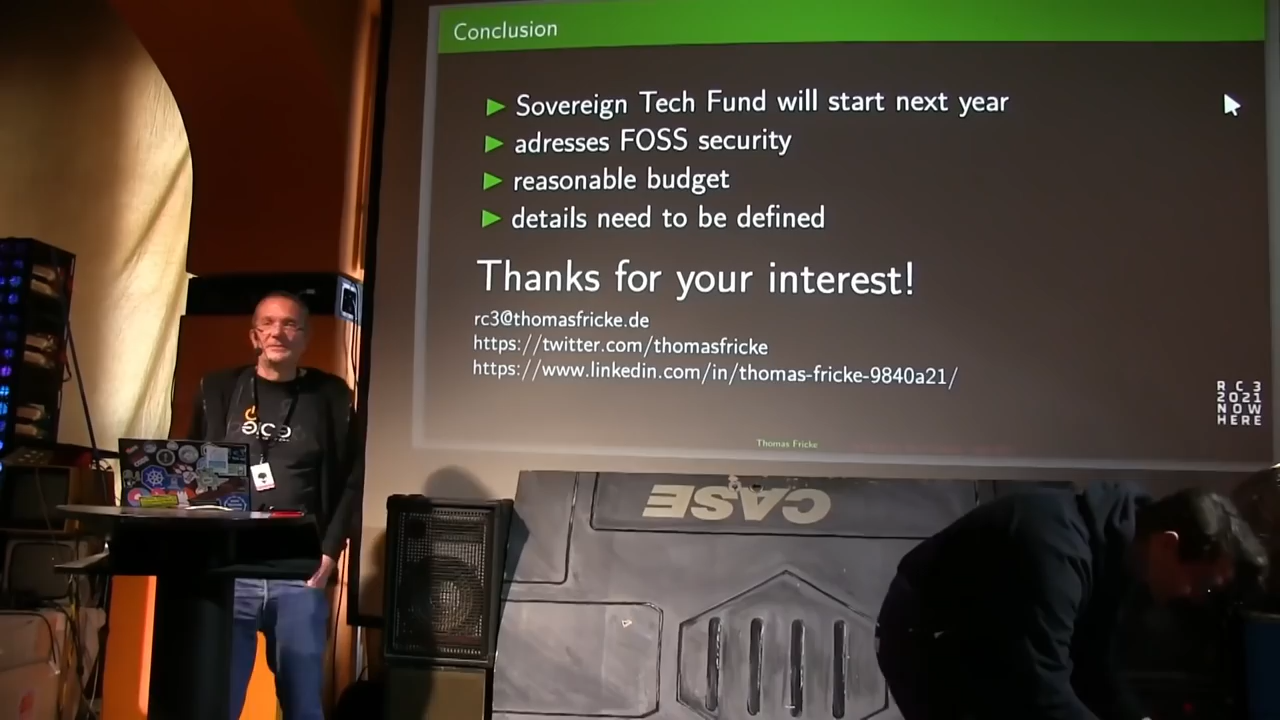 Conclusion
Sovereign Tech Fund will start next year
adresses FOSS security
reasonable budget
details need to be defined
Thanks for your interest!
rc3@thomasfricke.de
https://twitter.com/thomasfricke
https://www.linkedin.com/in/thomas-fricke-9840a21/
R C 3
2021
NOW
HERE
Thomas Fricke
CASE